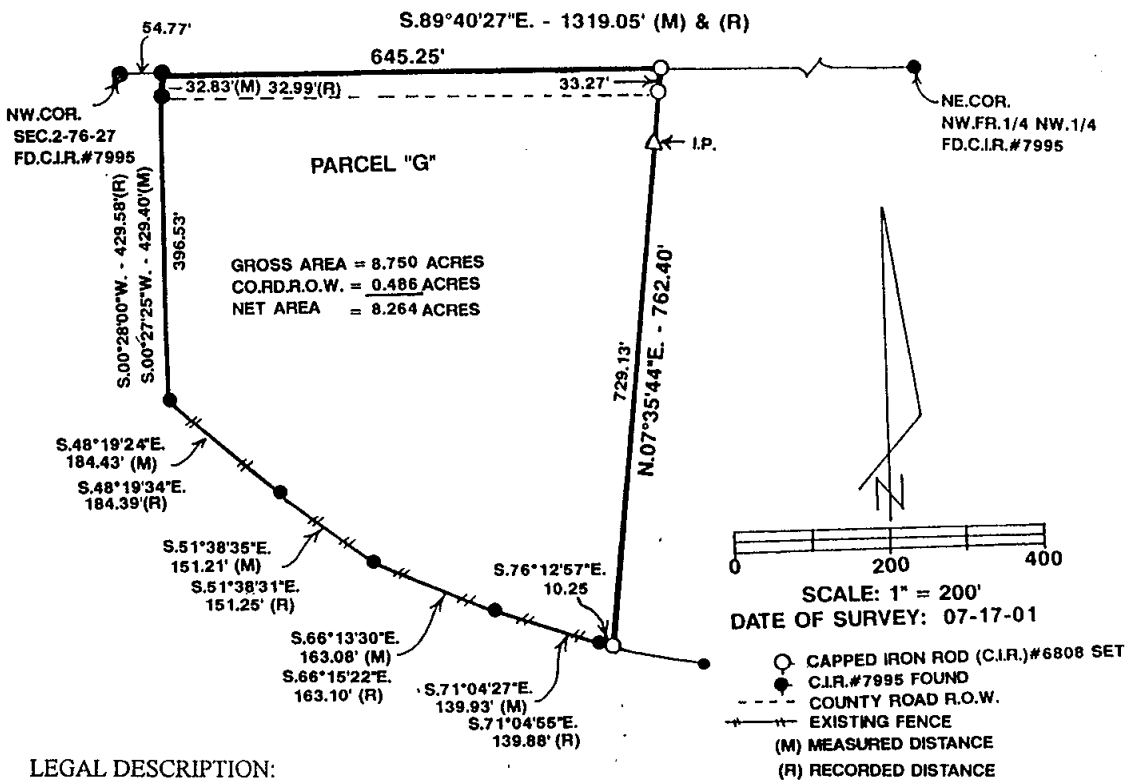 S.89°40'27"E. - 1319.05' (M) & (R)
54.77'
645.25'
32.83'(M) 32.99'(R)
33.27'
NW.COR.
SEC.2-76-27
FD.C.I.R.#7995
NE.COR.
NW.FR.1/4 NW.1/4
FD.C.I.R.#7995
I.P.
PARCEL "G"
S.00°28'00"W. - 429.58'(R)
S.00°27'25"W. - 429.40'(M)
396.53'
GROSS AREA = 8.750 ACRES
CO.RD.R.O.W. = 0.486 ACRES
NET AREA = 8.264 ACRES
729.13'
N.07°35'44"E. - 762.40'
S.48°19'24"E.
184.43' (M)
S.48°19'34"E.
184.39'(R)
S.51°38'35"E.
151.21' (M)
S.51°38'31"E.
151.25' (R)
S.66°13'30"E.
163.08' (M)
S.66°15'22"E.
163.10' (R)
S.76°12'57"E.
10.25
S.71°04'27"E.
139.93' (M)
S.71°04'55"E.
139.88' (R)
N
0 200 400
SCALE: 1" = 200'
DATE OF SURVEY: 07-17-01
CAPPED IRON ROD (C.I.R.)#6808 SET
C.I.R.#7995 FOUND
COUNTY ROAD R.O.W.
EXISTING FENCE
(M) MEASURED DISTANCE
(R) RECORDED DISTANCE
LEGAL DESCRIPTION: